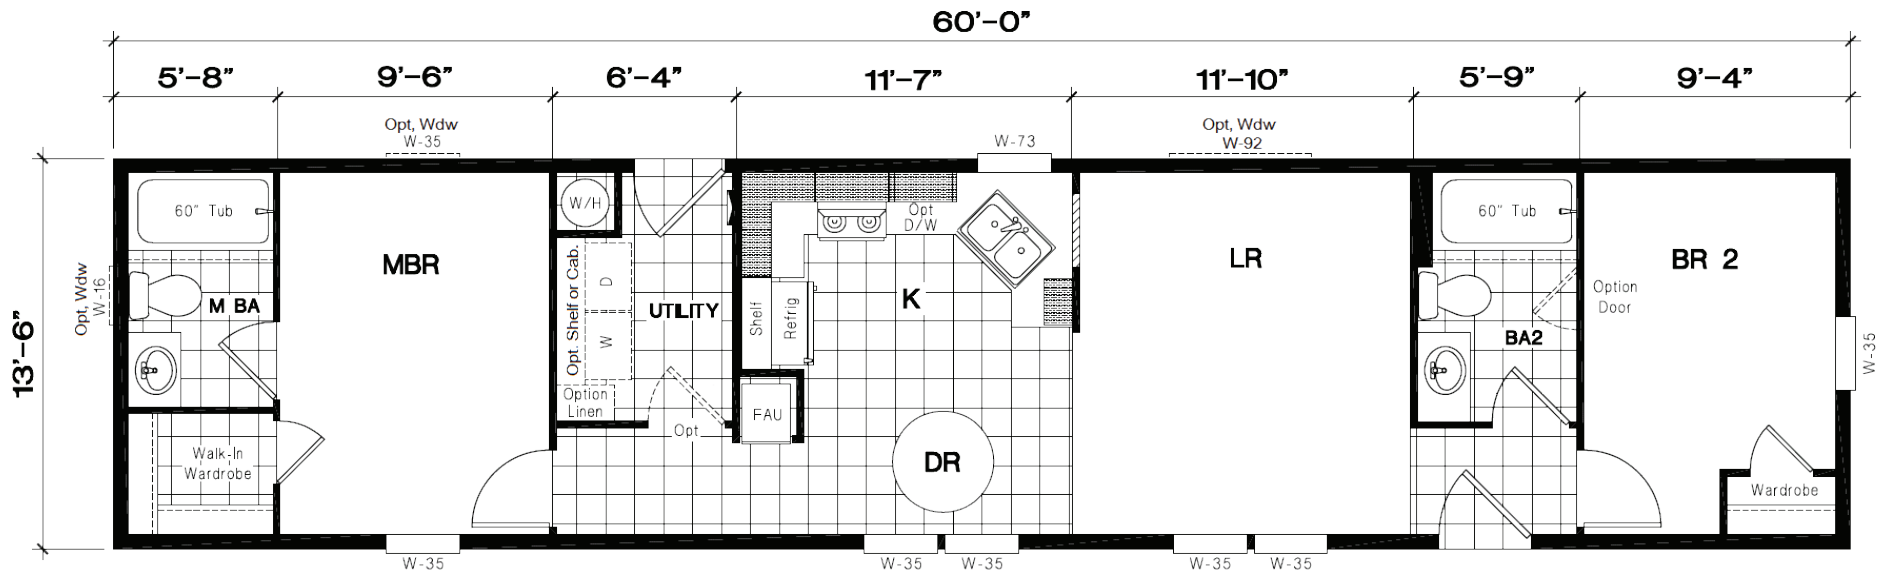 60'-0"
5'-8"
9'-6"
6'-4"
11'-7"
11'-10"
5'-9"
9'-4"
Opt, Wdw
W-35
W-73
Opt, Wdw
W-92
13'-6"
Opt, Wdw
W-16
60" Tub
M BA
Walk-In
Wardrobe
MBR
W/H
Opt. Shelf or Cab.
D
W
Option
Linen
UTILITY
Opt
Shelf
Refrig
FAU
Opt
D/W
K
DR
LR
60" Tub
BA2
Option
Door
BR 2
Wardrobe
W-35
W-35
W-35
W-35
W-35
W-35